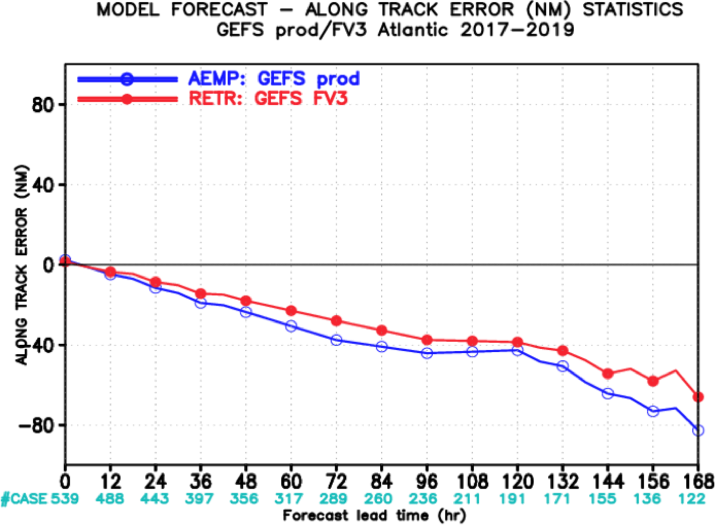 MODEL FORECAST – ALONG TRACK ERROR (NM) STATISTICS
GEFS prod/FV3 Atlantic 2017–2019
AEMP: GEFS prod
RETR: GEFS FV3
ALONG TRACK ERROR (NM)
80
40
0
−40
−80
0 12 24 36 48 60 72 84 96 108 120 132 144 156 168
#CASE 539 488 443 397 356 317 289 260 236 211 191 171 155 136 122
Forecast lead time (hr)